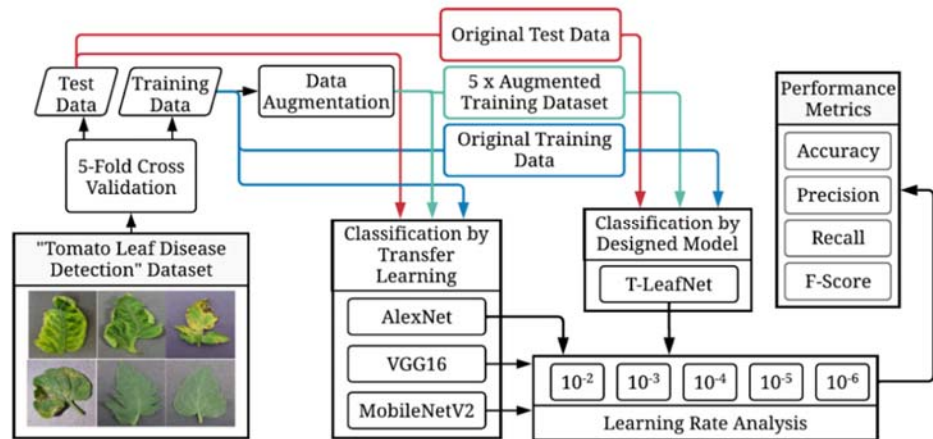 Original Test Data
Test
Data
Training
Data
Data
Augmentation
5 x Augmented
Training Dataset
Original Training
Data
5-Fold Cross
Validation
"Tomato Leaf Disease
Detection" Dataset
Classification by
Transfer
Learning
AlexNet
VGG16
MobileNetV2
Classification by
Designed Model
T-LeafNet
10⁻²
10⁻³
10⁻⁴
10⁻⁵
10⁻⁶
Learning Rate Analysis
Performance
Metrics
Accuracy
Precision
Recall
F-Score